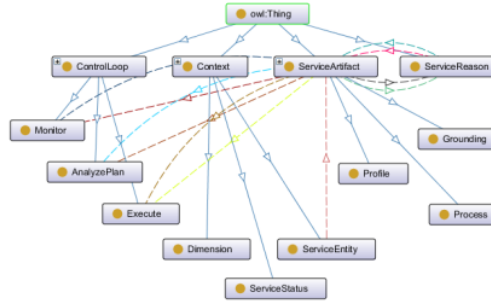 owl:Thing
ControlLoop
Context
ServiceArtifact
ServiceReason
Monitor
Grounding
AnalyzePlan
Profile
Execute
Process
Dimension
ServiceEntity
ServiceStatus